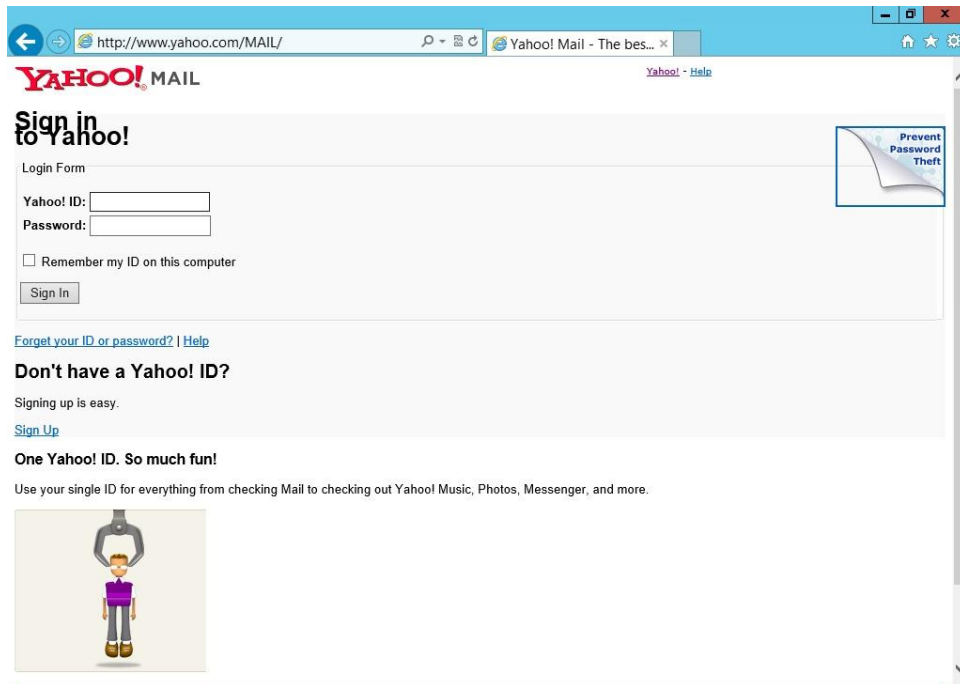 http://www.yahoo.com/MAIL/
Yahoo! Mail - The bes...
YAHOO! MAIL
Yahoo! - Help
Sign in
to Yahoo!
Prevent
Password
Theft
Login Form
Yahoo! ID:
Password:
Remember my ID on this computer
Sign In
Forget your ID or password? | Help
Don't have a Yahoo! ID?
Signing up is easy.
Sign Up
One Yahoo! ID. So much fun!
Use your single ID for everything from checking Mail to checking out Yahoo! Music, Photos, Messenger, and more.